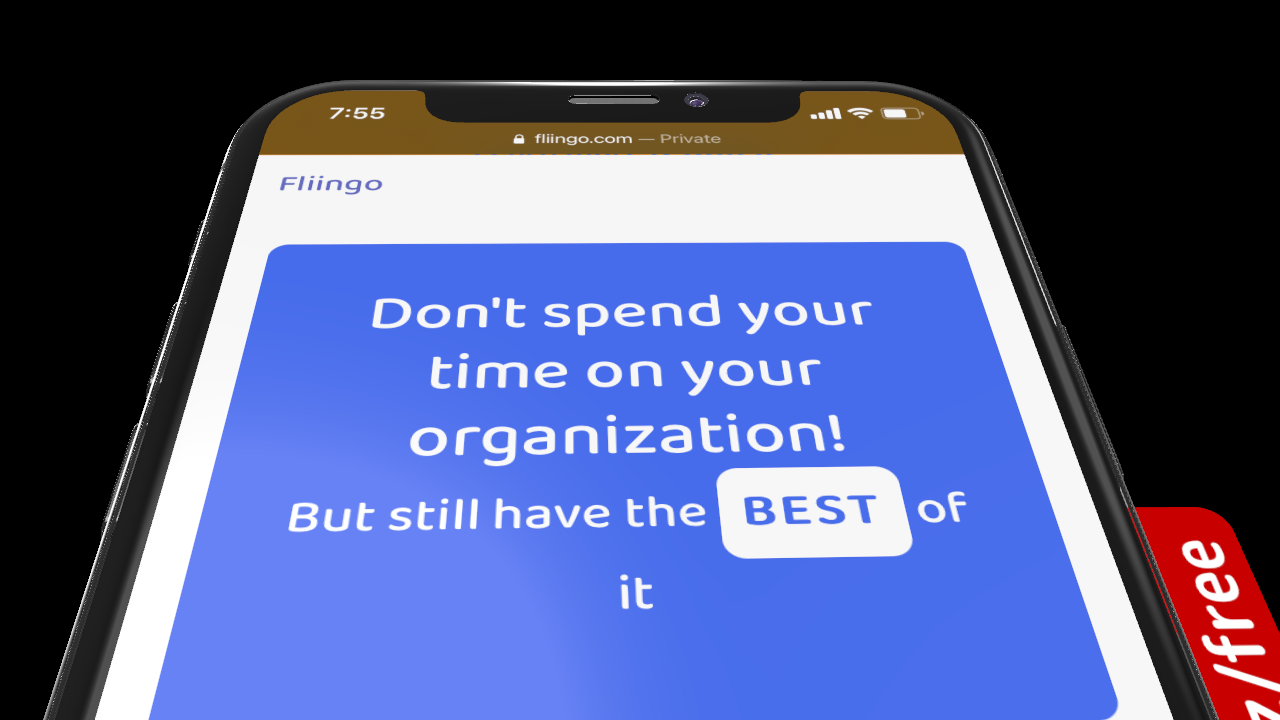 7:55
fliingo.com — Private
Fliingo
Don't spend your
time on your
organization!
But still have the BEST of
it
/free